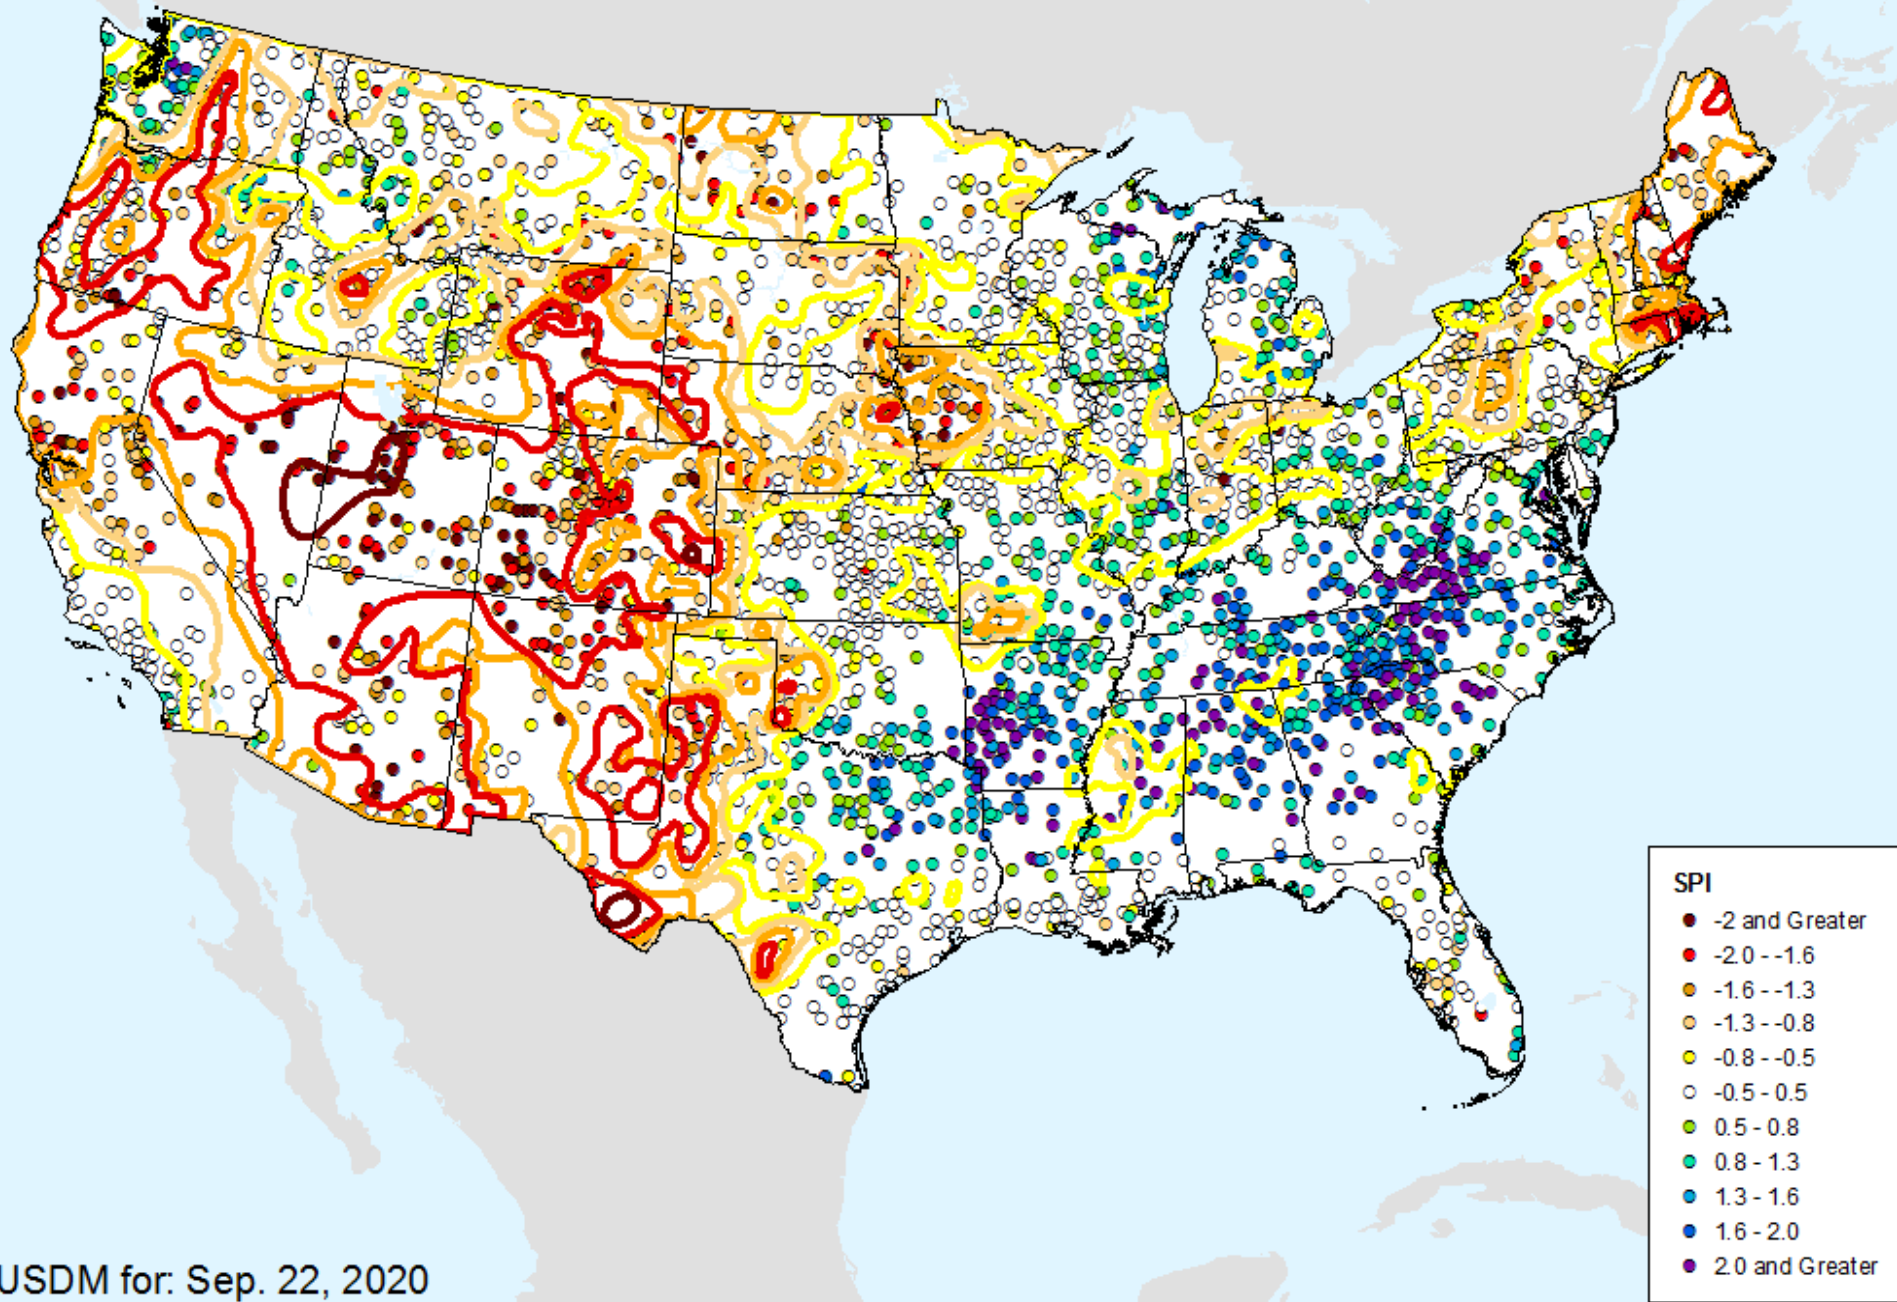 SPI
-2 and Greater
-2.0 - -1.6
-1.6 - -1.3
-1.3 - -0.8
-0.8 - -0.5
-0.5 - 0.5
0.5 - 0.8
0.8 - 1.3
1.3 - 1.6
1.6 - 2.0
2.0 and Greater
USDM for: Sep. 22, 2020